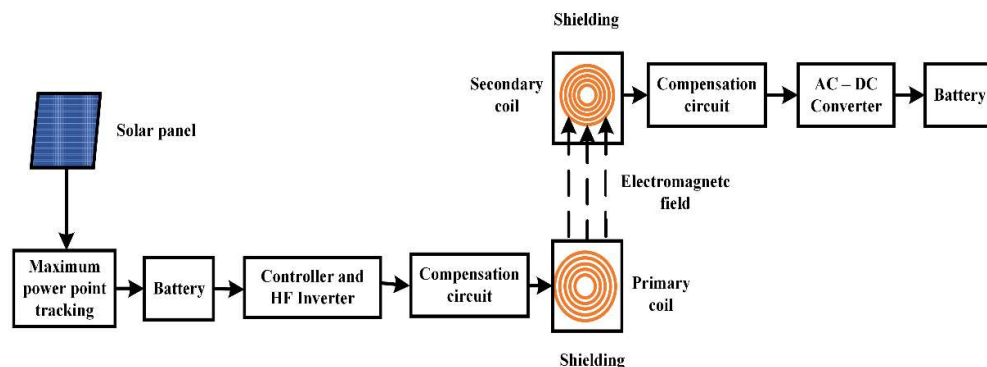 Shielding
Secondary
coil
Compensation
circuit
AC – DC
Converter
Battery
Solar panel
Electromagnetc
field
Maximum
power point
tracking
Battery
Controller and
HF Inverter
Compensation
circuit
Primary
coil
Shielding